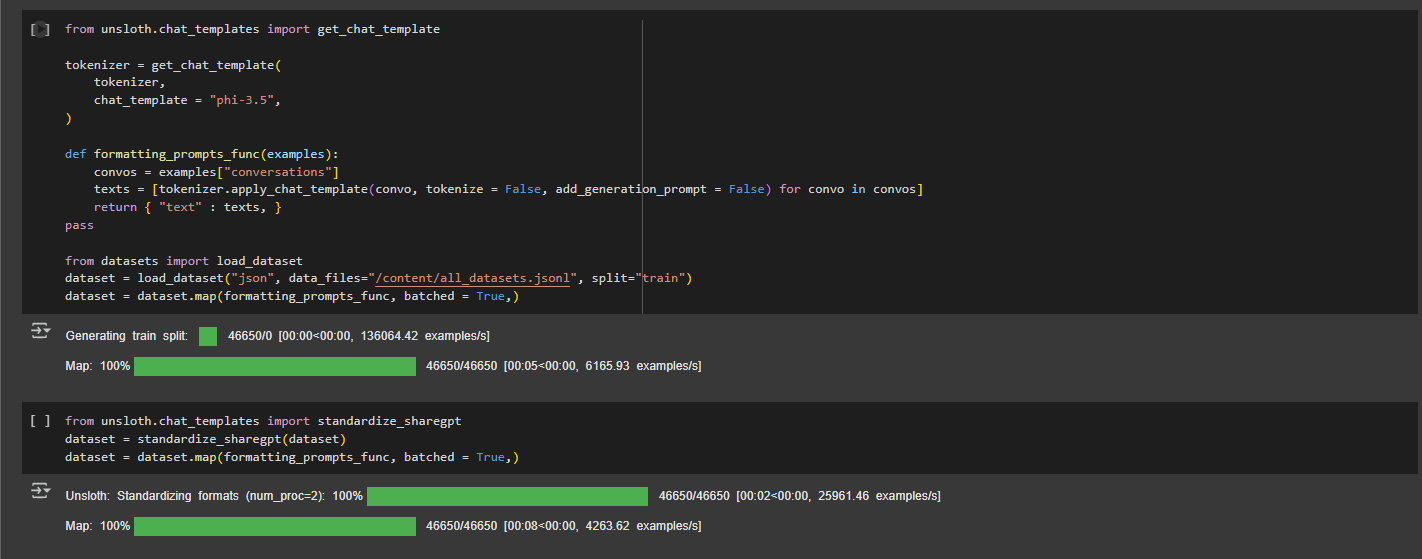 [ ] from unsloth.chat_templates import get_chat_template
tokenizer = get_chat_template(
tokenizer,
chat_template = "phi-3.5",
)
def formatting_prompts_func(examples):
convos = examples["conversations"]
texts = [tokenizer.apply_chat_template(convo, tokenize = False, add_generation_prompt = False) for convo in convos]
return { "text" : texts, }
pass
from datasets import load_dataset
dataset = load_dataset("json", data_files="/content/all_datasets.jsonl", split="train")
dataset = dataset.map(formatting_prompts_func, batched = True,)
Generating train split: 46650/0 [00:00<00:00, 136064.42 examples/s]
Map: 100% 46650/46650 [00:05<00:00, 6165.93 examples/s]
[ ] from unsloth.chat_templates import standardize_sharegpt
dataset = standardize_sharegpt(dataset)
dataset = dataset.map(formatting_prompts_func, batched = True,)
Unsloth: Standardizing formats (num_proc=2): 100% 46650/46650 [00:02<00:00, 25961.46 examples/s]
Map: 100% 46650/46650 [00:08<00:00, 4263.62 examples/s]